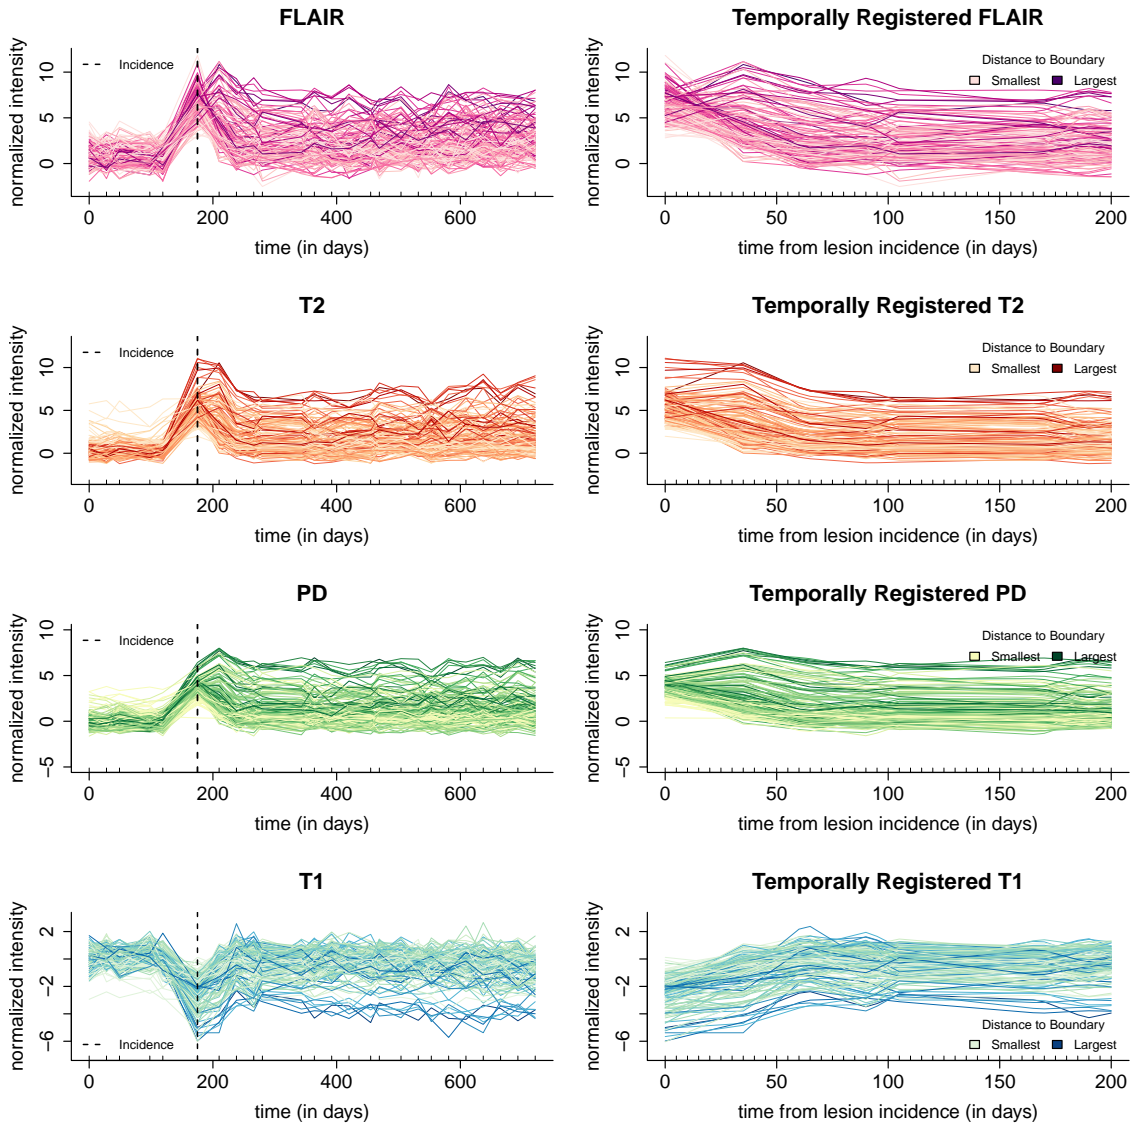 FLAIR
normalized intensity
10
5
0
Incidence
0 200 400 600
time (in days)
Temporally Registered FLAIR
normalized intensity
10
5
0
Distance to Boundary
Smallest Largest
0 50 100 150 200
time from lesion incidence (in days)
T2
normalized intensity
10
5
0
Incidence
0 200 400 600
time (in days)
Temporally Registered T2
normalized intensity
10
5
0
Distance to Boundary
Smallest Largest
0 50 100 150 200
time from lesion incidence (in days)
PD
normalized intensity
10
5
0
−5
Incidence
0 200 400 600
time (in days)
Temporally Registered PD
normalized intensity
10
5
0
−5
Distance to Boundary
Smallest Largest
0 50 100 150 200
time from lesion incidence (in days)
T1
normalized intensity
2
−2
−6
Incidence
0 200 400 600
time (in days)
Temporally Registered T1
normalized intensity
2
−2
−6
Distance to Boundary
Smallest Largest
0 50 100 150 200
time from lesion incidence (in days)